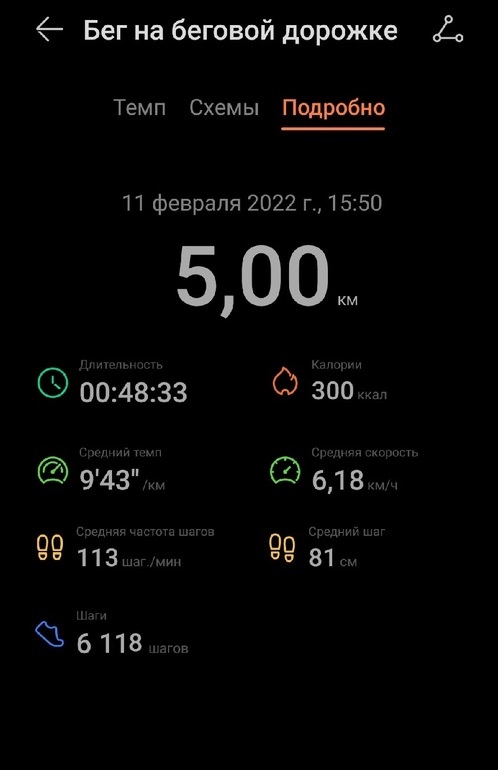 Бег на беговой дорожке
Темп Схемы Подробно
11 февраля 2022 г., 15:50
5,00 км
Длительность
00:48:33
Калории
300 ккал
Средний темп
9'43" /км
Средняя скорость
6,18 км/ч
Средняя частота шагов
113 шаг./мин
Средний шаг
81 см
Шаги
6 118 шагов